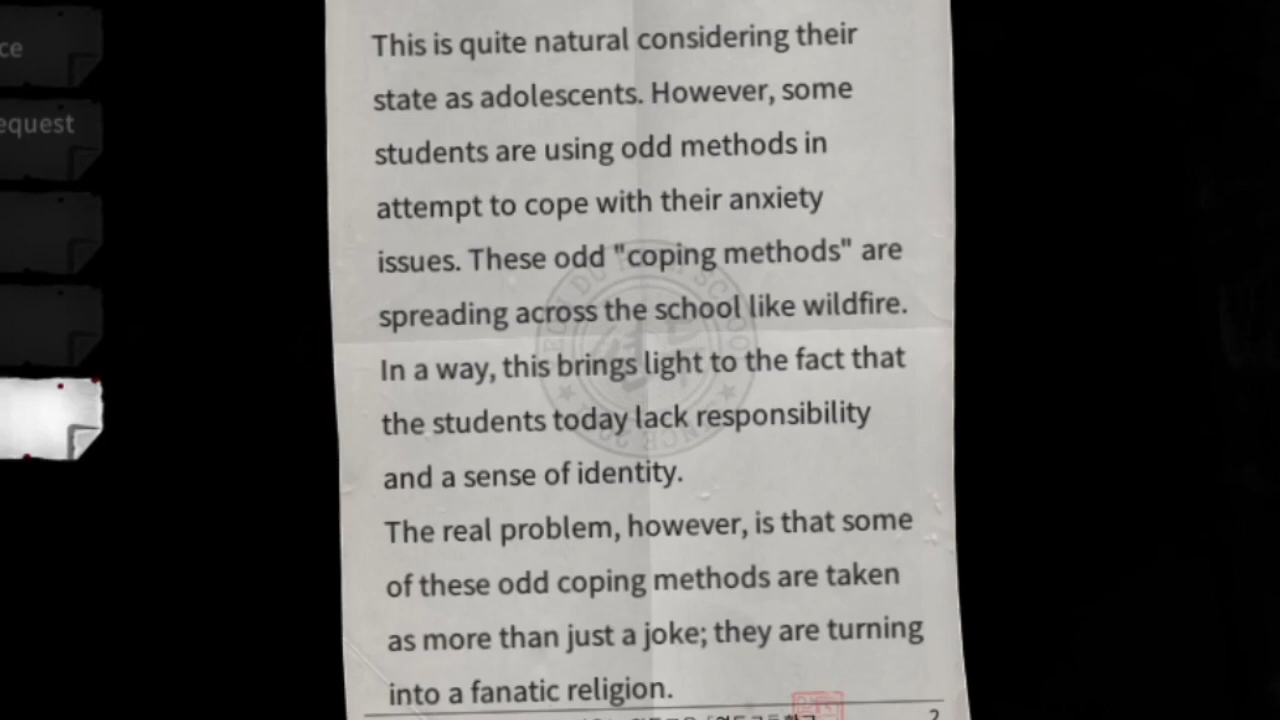 ce
equest
This is quite natural considering their
state as adolescents. However, some
students are using odd methods in
attempt to cope with their anxiety
issues. These odd "coping methods" are
spreading across the school like wildfire.
In a way, this brings light to the fact that
the students today lack responsibility
and a sense of identity.
The real problem, however, is that some
of these odd coping methods are taken
as more than just a joke; they are turning
into a fanatic religion.
2